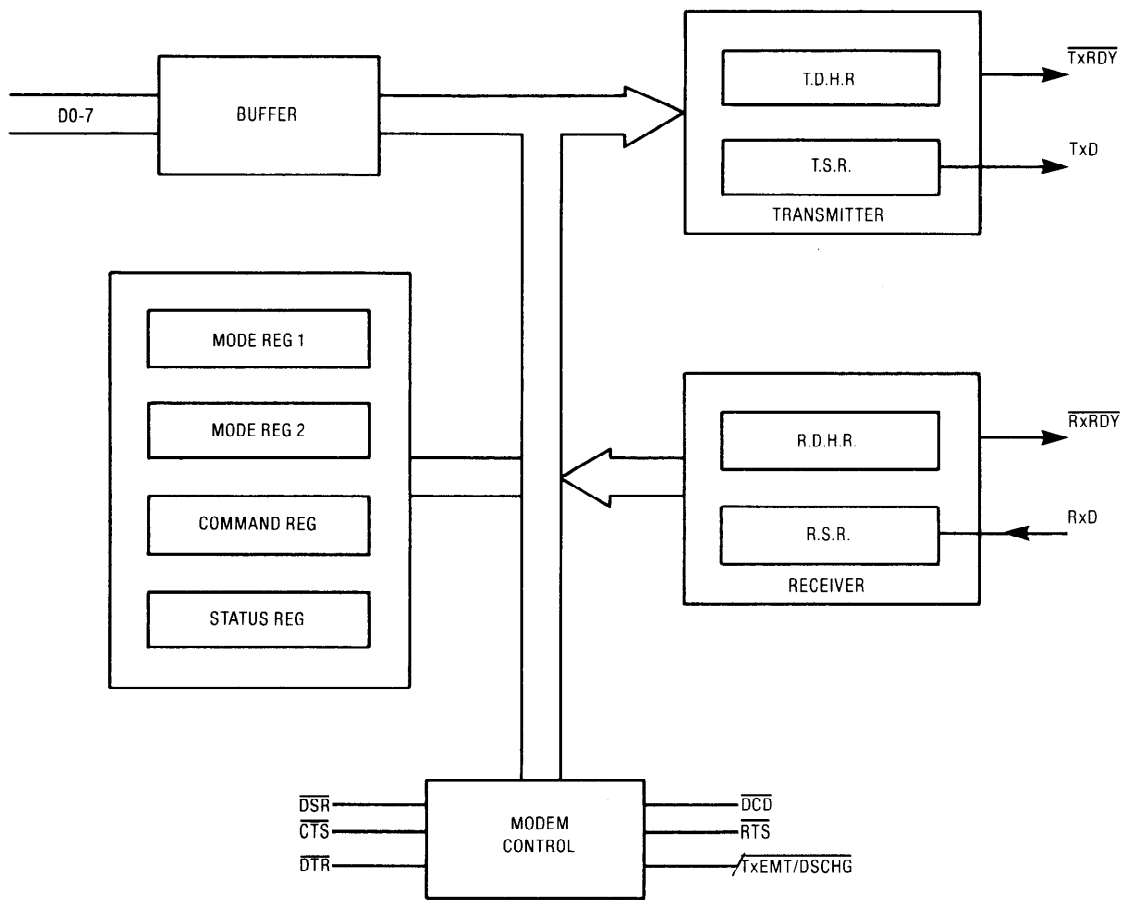 D0-7
BUFFER
T.D.H.R
T.S.R.
TRANSMITTER
TxRDY
TxD
MODE REG 1
MODE REG 2
COMMAND REG
STATUS REG
R.D.H.R.
R.S.R.
RECEIVER
RxRDY
RxD
DSR
CTS
DTR
MODEM
CONTROL
DCD
RTS
TxEMT/DSCHG